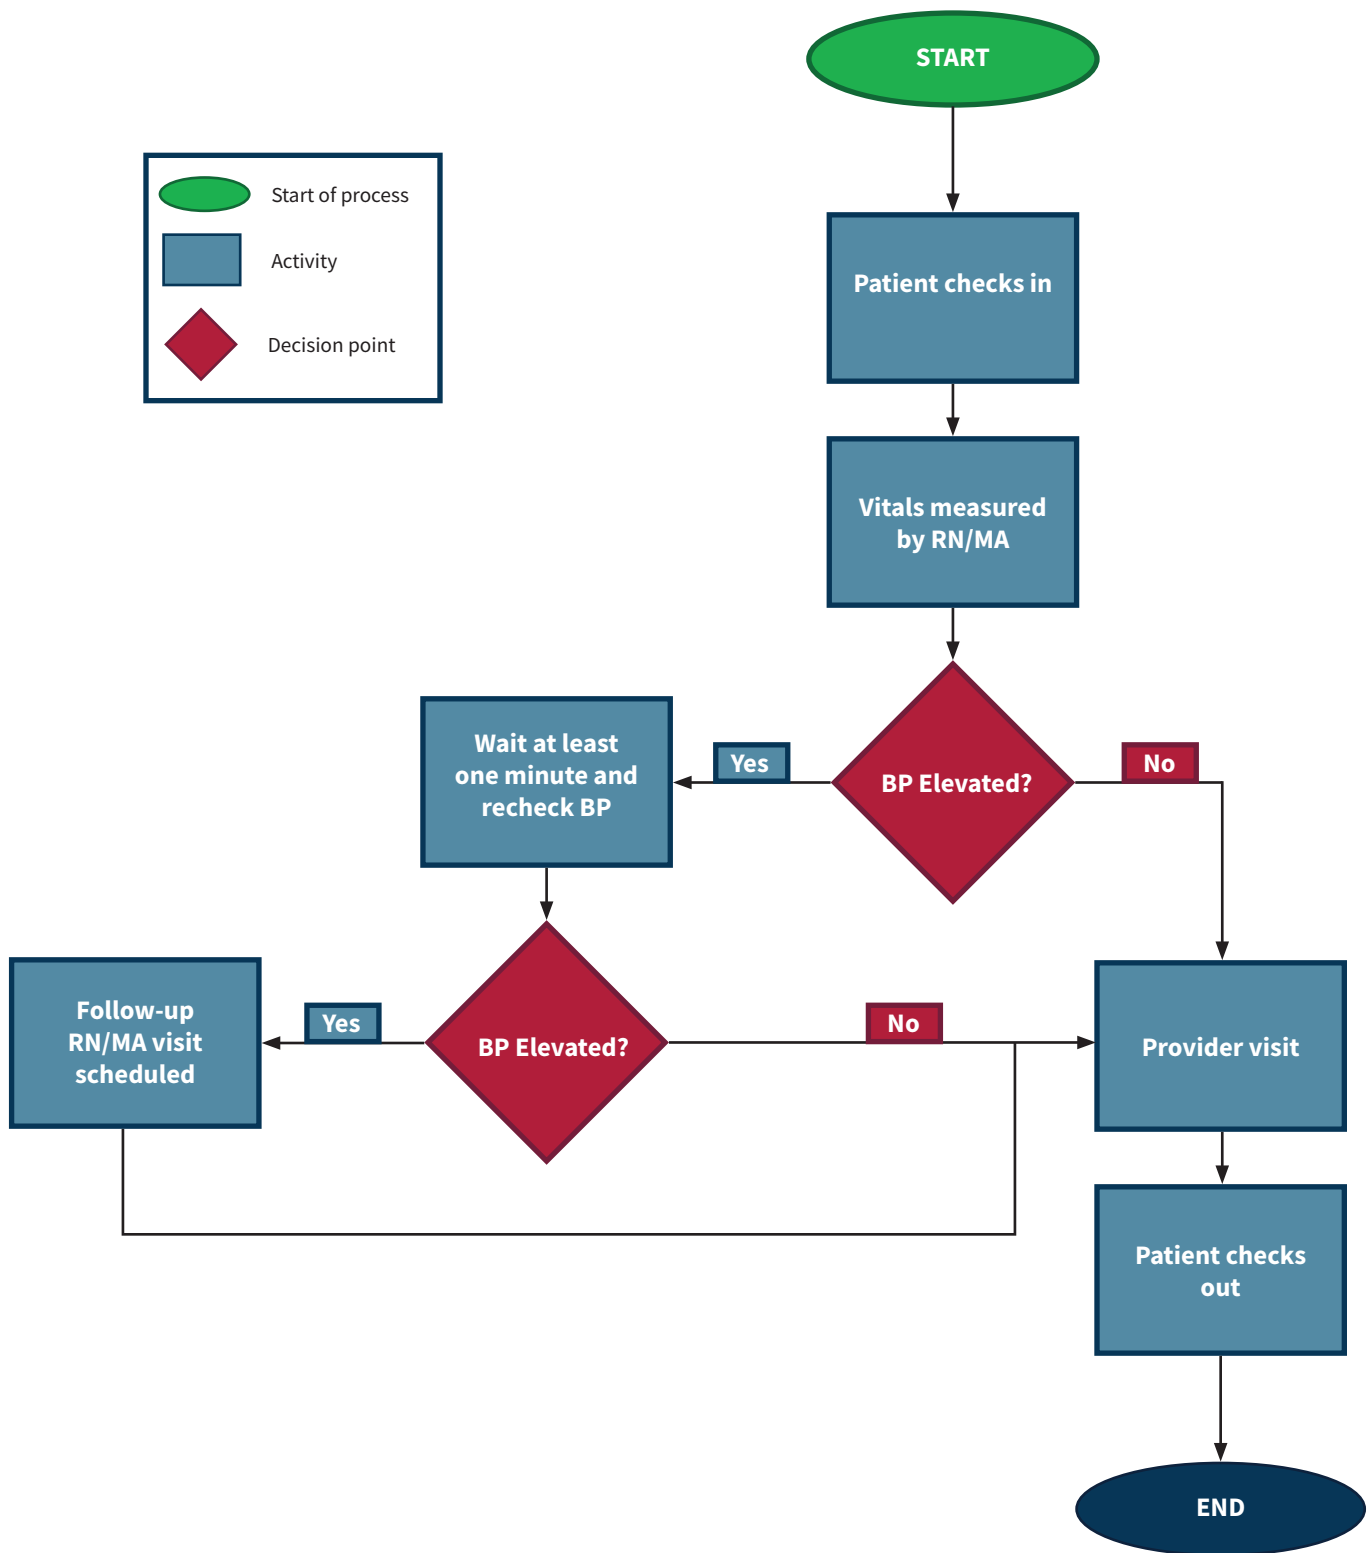 START
Start of process
Activity
Decision point
Patient checks in
Vitals measured
by RN/MA
Wait at least
one minute and
recheck BP
Yes
BP Elevated?
No
Follow-up
RN/MA visit
scheduled
Yes
BP Elevated?
No
Provider visit
Patient checks
out
END